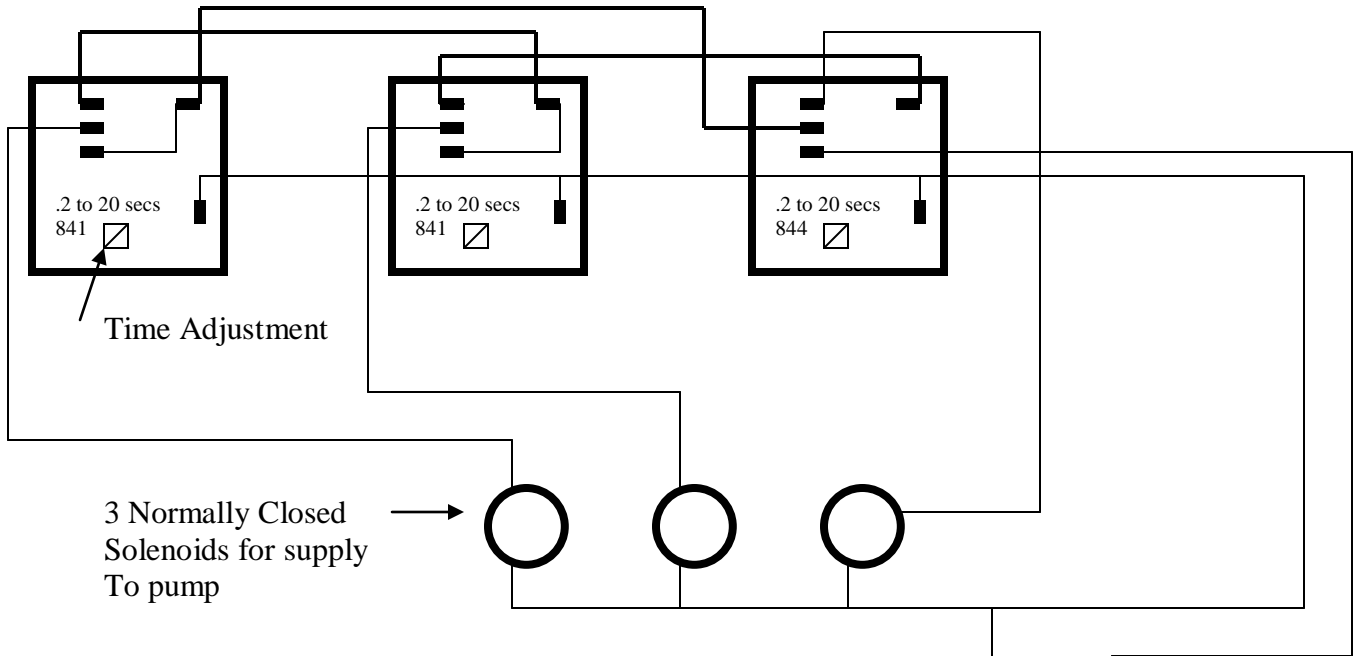 .2 to 20 secs
841
.2 to 20 secs
841
.2 to 20 secs
844
Time Adjustment
3 Normally Closed
Solenoids for supply
To pump